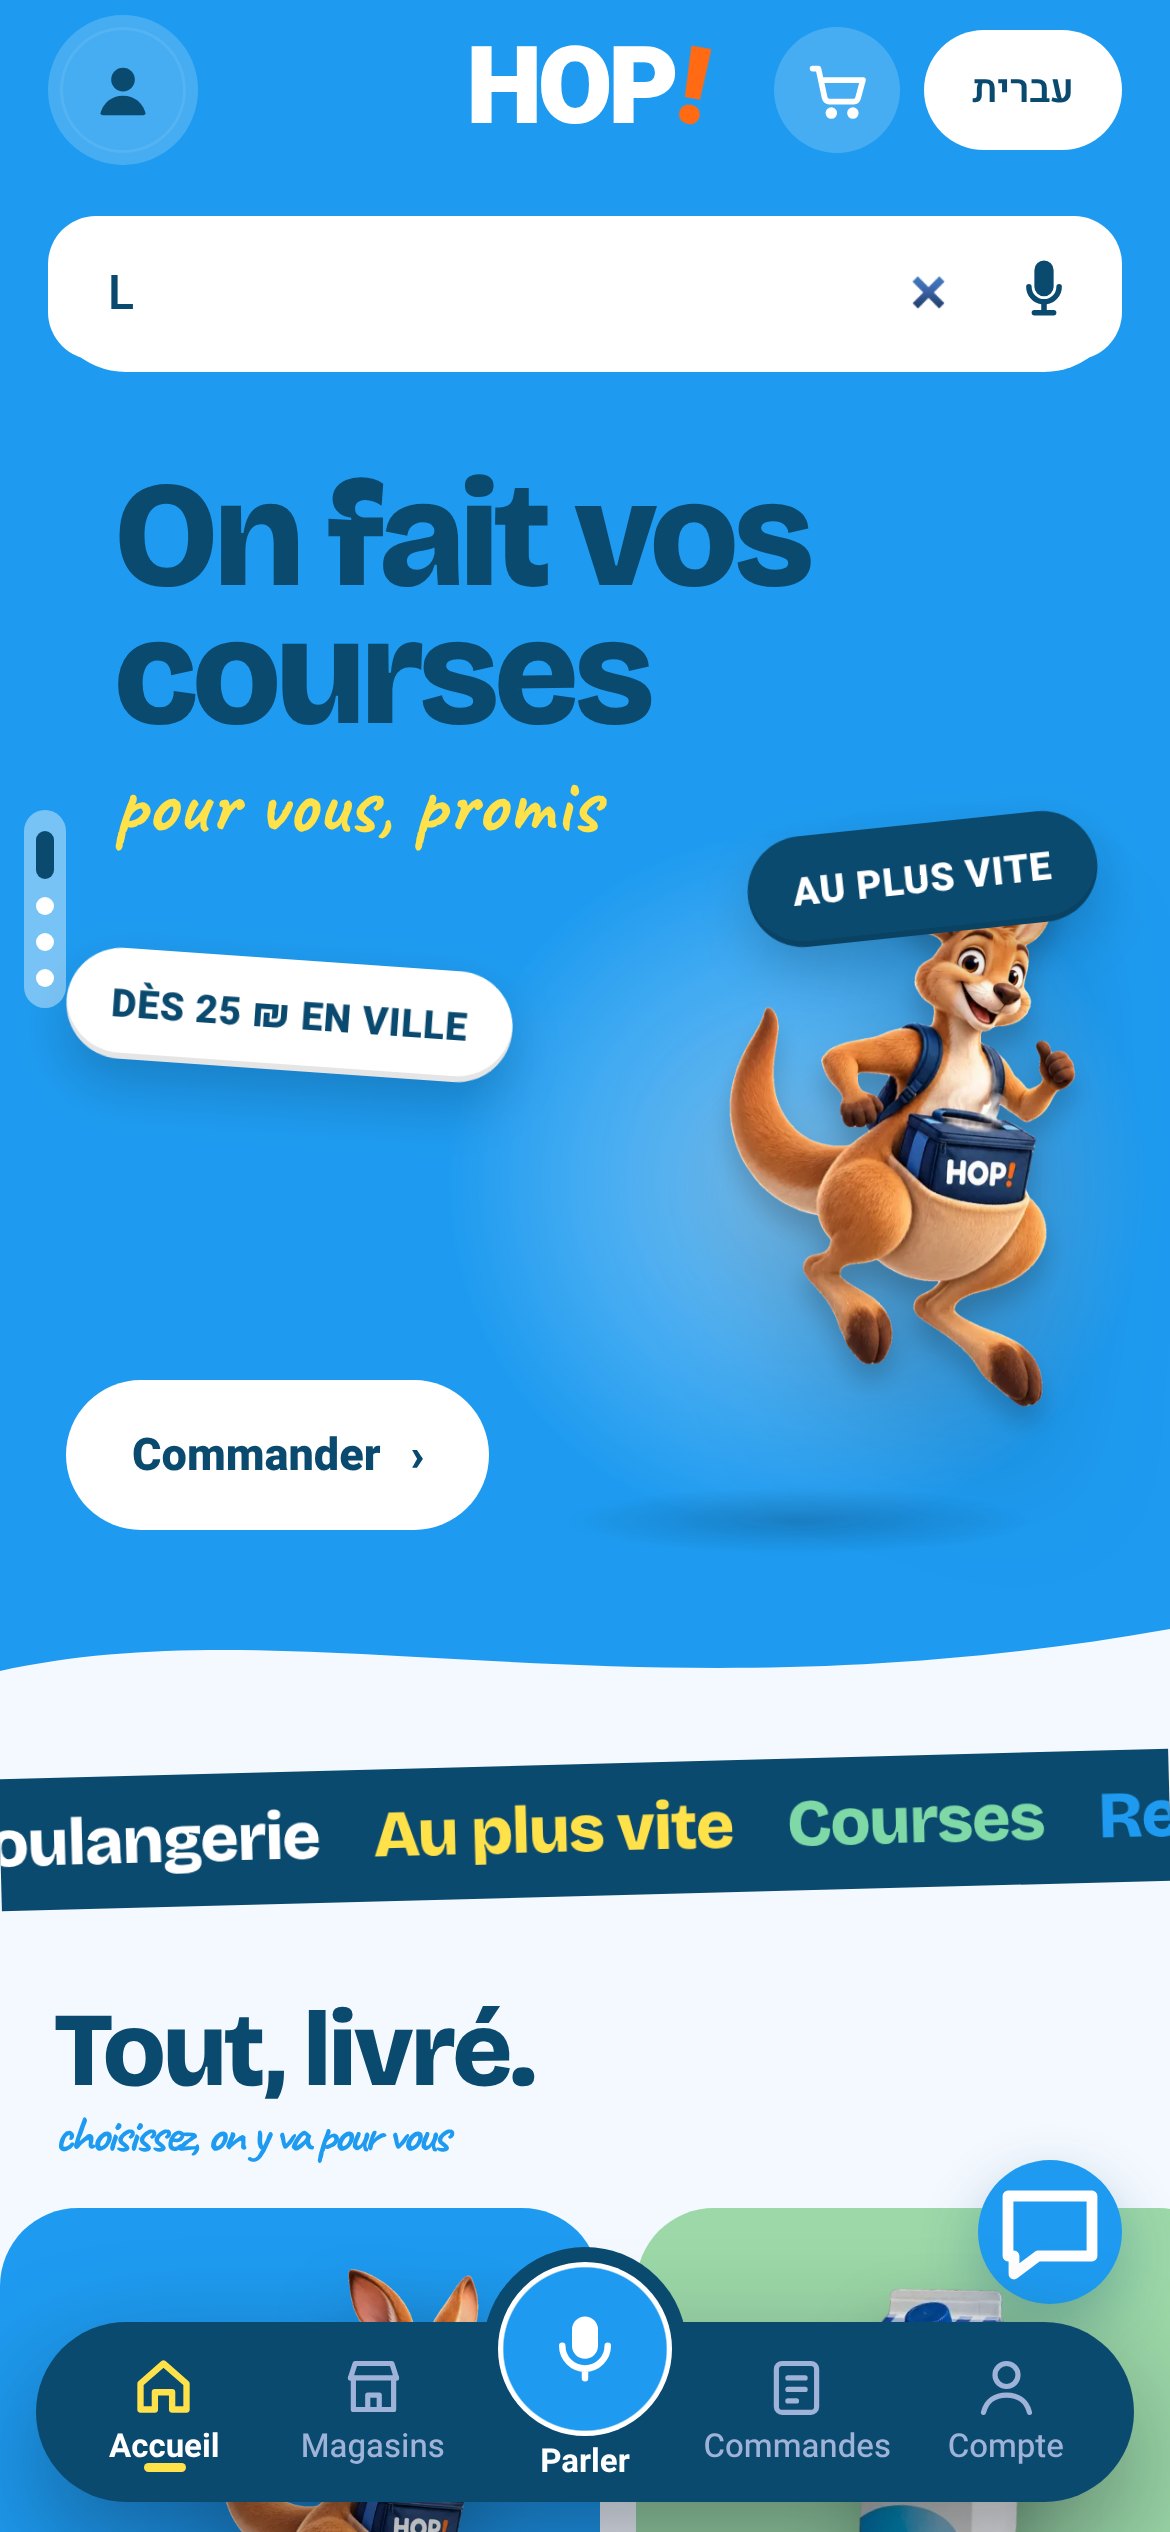 HOP!
עברית
L
On fait vos
courses
pour vous, promis
AU PLUS VITE
DÈS 25 ₪ EN VILLE
HOP!
Commander ›
oulangerie Au plus vite Courses Re
Tout, livré.
choisissez, on y va pour vous
HOP!
Accueil
Magasins
Parler
Commandes
Compte